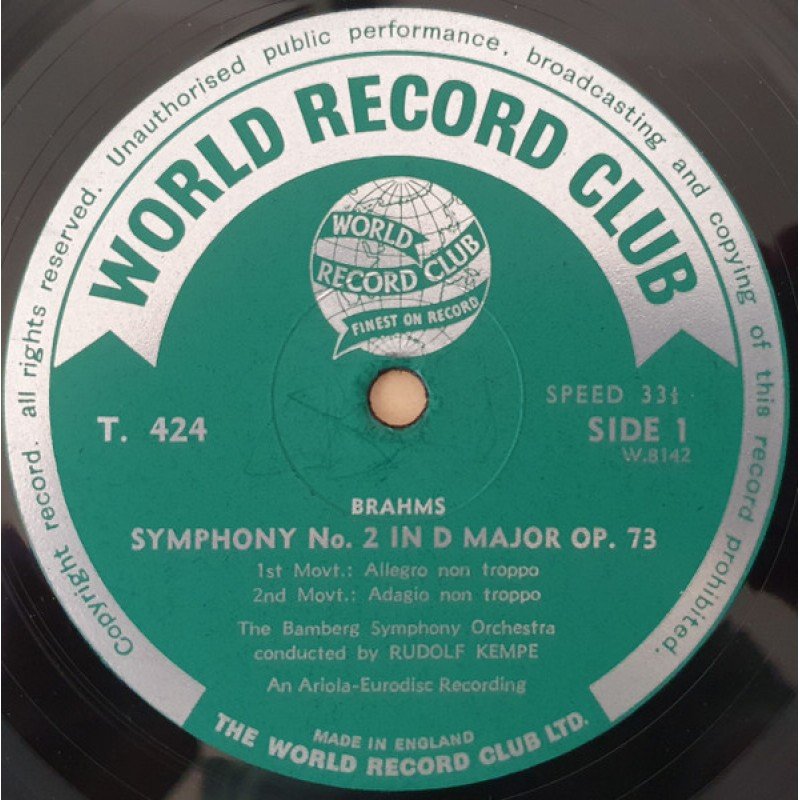 Copyright record. all rights reserved. Unauthorised public performance, broadcasting and copying of this record prohibited.
WORLD RECORD CLUB
WORLD
RECORD CLUB
FINEST ON RECORD
SPEED 33⅓
T. 424
SIDE 1
W.8142
BRAHMS
SYMPHONY No. 2 IN D MAJOR OP. 73
1st Movt.: Allegro non troppo
2nd Movt.: Adagio non troppo
The Bamberg Symphony Orchestra
conducted by RUDOLF KEMPE
An Ariola-Eurodisc Recording
MADE IN ENGLAND
THE WORLD RECORD CLUB LTD.